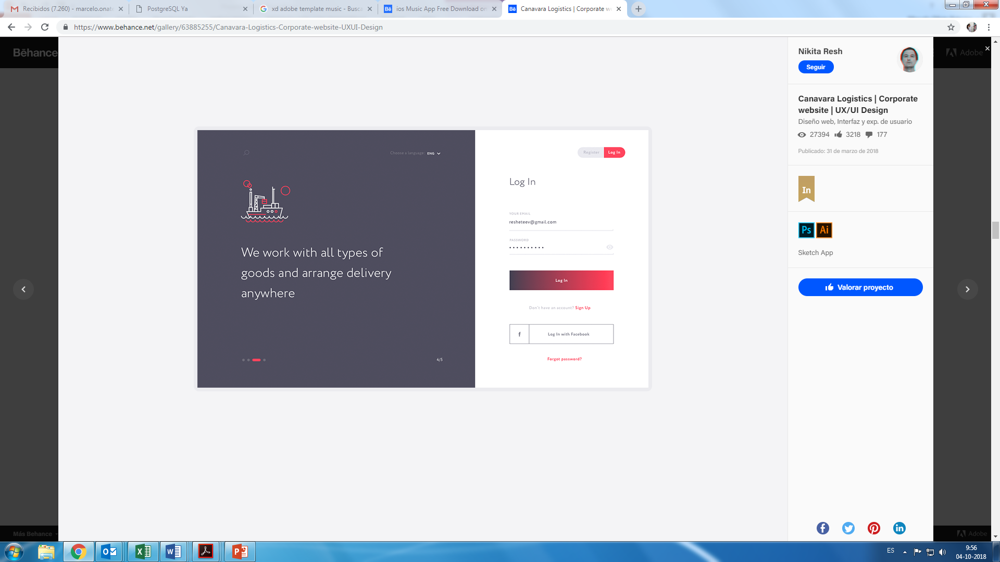 Recibidos (7.260) - marcelo.onate
PostgreSQL Ya
xd adobe template music - Busca
ios Music App Free Download on
Canavara Logistics | Corporate w
https://www.behance.net/gallery/63885255/Canavara-Logistics-Corporate-website-UXUI-Design
Bēhance
Adobe
Nikita Resh
Seguir
Canavara Logistics | Corporate
website | UX/UI Design
Diseño web, Interfaz y exp. de usuario
27394 3218 177
Publicado: 31 de marzo de 2018
In
Ps Ai
Sketch App
Valorar proyecto
Choose a language: ENG
We work with all types of
goods and arrange delivery
anywhere
4/5
Register Log In
Log In
YOUR EMAIL
resheteev@gmail.com
PASSWORD
Log In
Don't have an account? Sign Up
f Log In with Facebook
Forgot password?
Más Behance
Adobe
ES
9:56
04-10-2018